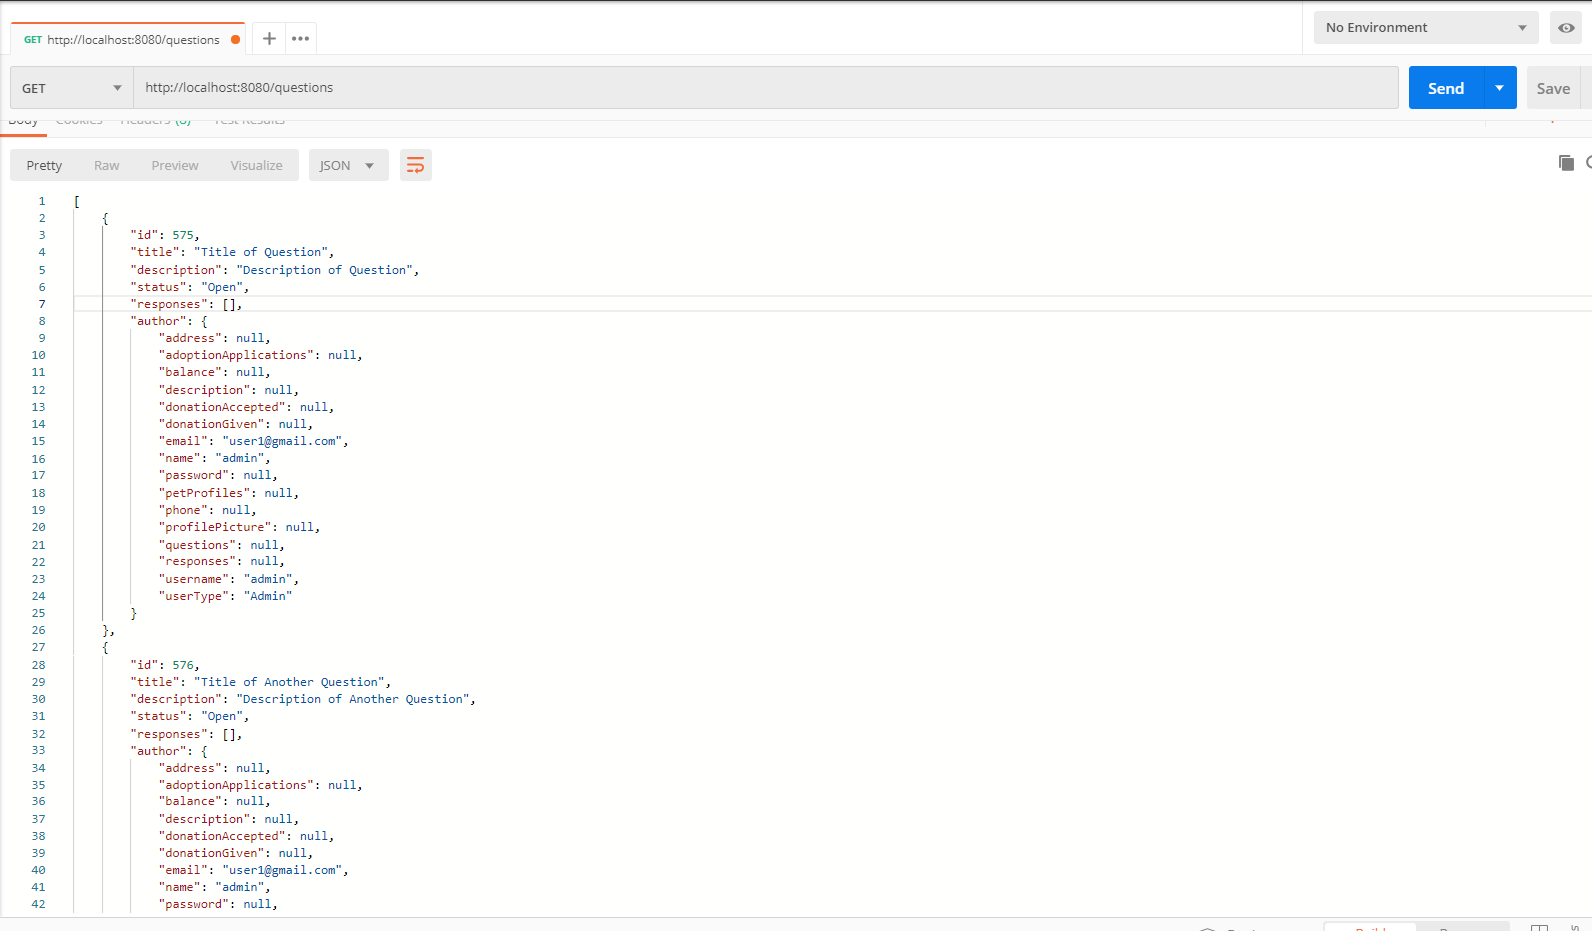 GET http://localhost:8080/questions
No Environment
GET http://localhost:8080/questions Send Save
Body Cookies Headers (8) Test Results
Pretty Raw Preview Visualize JSON
1 [
2 {
3 "id": 575,
4 "title": "Title of Question",
5 "description": "Description of Question",
6 "status": "Open",
7 "responses": [],
8 "author": {
9 "address": null,
10 "adoptionApplications": null,
11 "balance": null,
12 "description": null,
13 "donationAccepted": null,
14 "donationGiven": null,
15 "email": "user1@gmail.com",
16 "name": "admin",
17 "password": null,
18 "petProfiles": null,
19 "phone": null,
20 "profilePicture": null,
21 "questions": null,
22 "responses": null,
23 "username": "admin",
24 "userType": "Admin"
25 }
26 },
27 {
28 "id": 576,
29 "title": "Title of Another Question",
30 "description": "Description of Another Question",
31 "status": "Open",
32 "responses": [],
33 "author": {
34 "address": null,
35 "adoptionApplications": null,
36 "balance": null,
37 "description": null,
38 "donationAccepted": null,
39 "donationGiven": null,
40 "email": "user1@gmail.com",
41 "name": "admin",
42 "password": null,